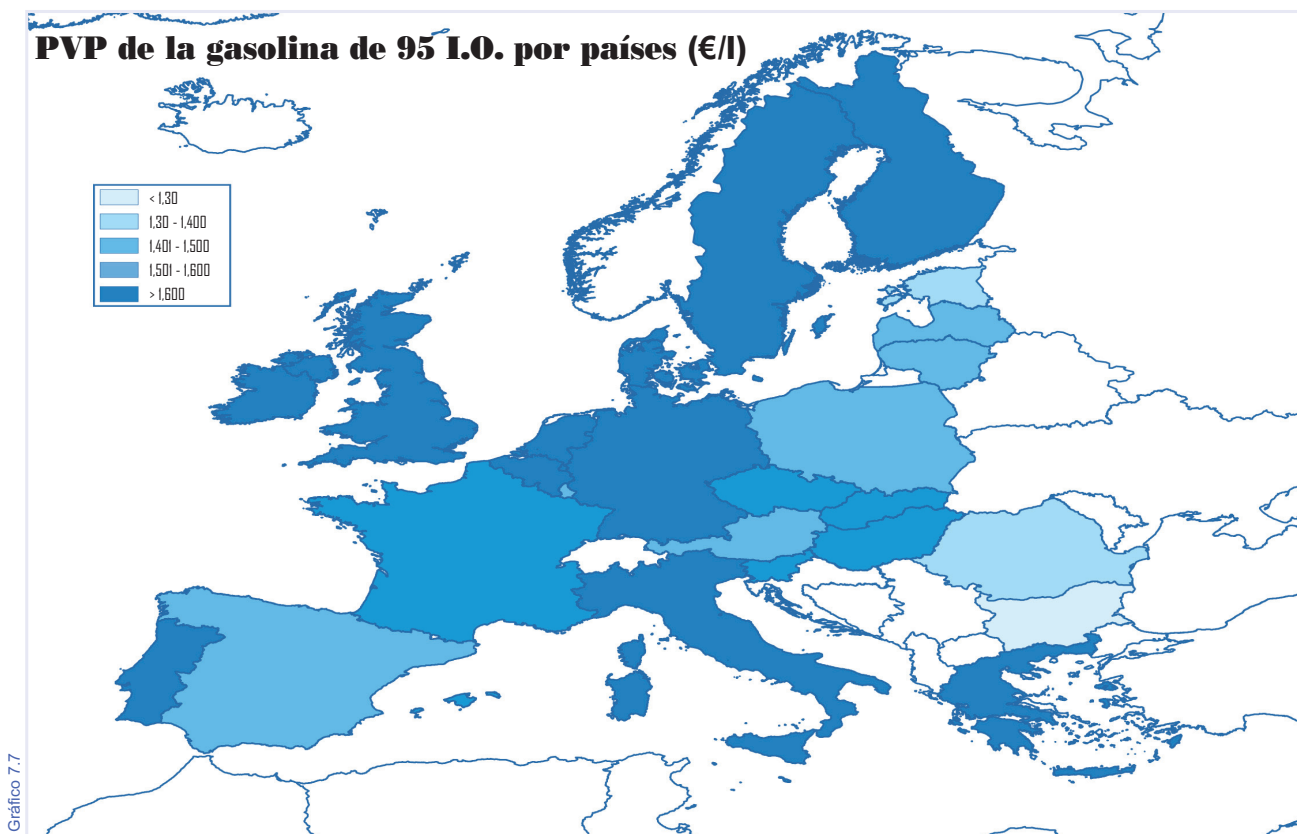 PVP de la gasolina de 95 I.O. por países (€/l)
< 1,30
1,30 - 1,400
1,401 - 1,500
1,501 - 1,600
> 1,600
Gráfico 7.7